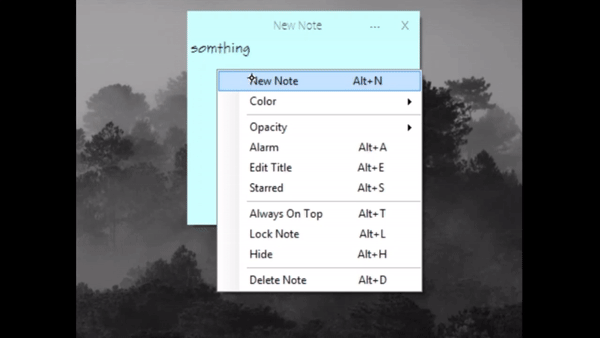 New Note ... X
somthing
New Note Alt+N
Color
Opacity
Alarm Alt+A
Edit Title Alt+E
Starred Alt+S
Always On Top Alt+T
Lock Note Alt+L
Hide Alt+H
Delete Note Alt+D